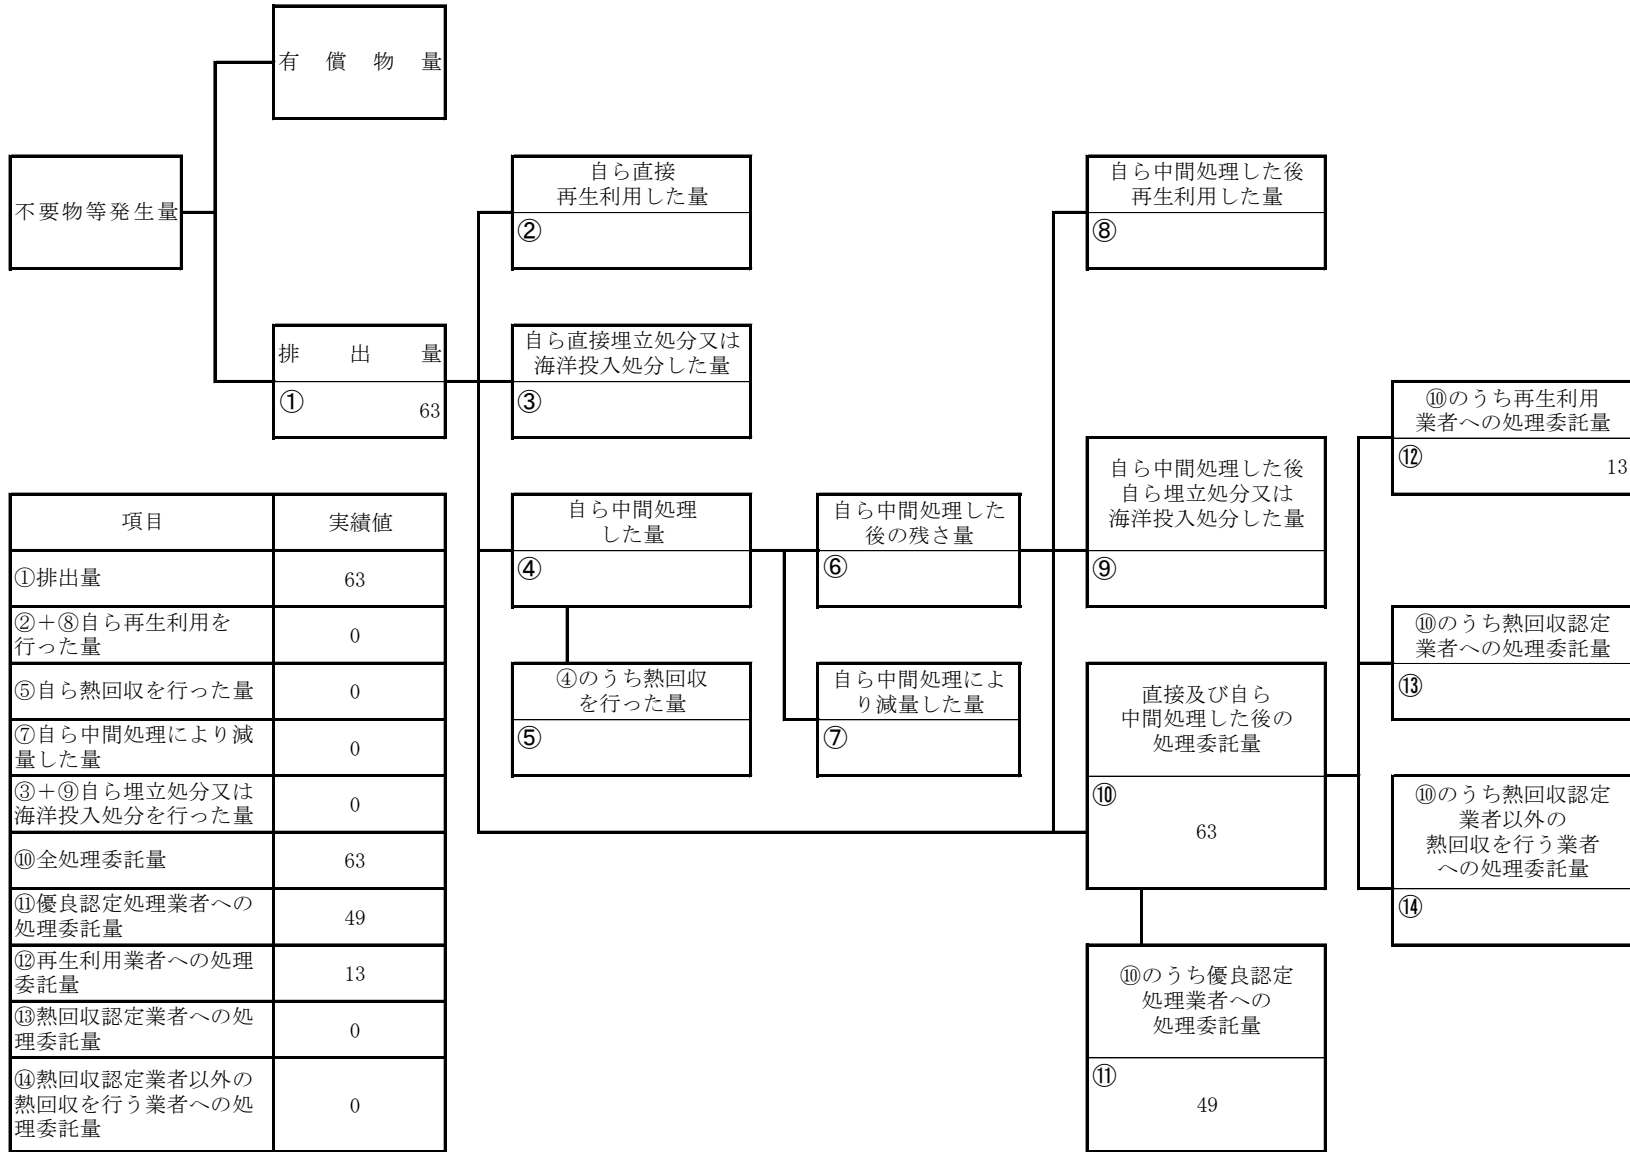 有償物量
不要物等発生量
排出量
①
63
自ら直接
再生利用した量
②
自ら直接埋立処分又は
海洋投入処分した量
③
自ら中間処理
した量
④
④のうち熱回収
を行った量
⑤
自ら中間処理した
後の残さ量
⑥
自ら中間処理によ
り減量した量
⑦
自ら中間処理した後
再生利用した量
⑧
自ら中間処理した後
自ら埋立処分又は
海洋投入処分した量
⑨
直接及び自ら
中間処理した後の
処理委託量
⑩
63
⑩のうち優良認定
処理業者への
処理委託量
⑪
49
⑩のうち再生利用
業者への処理委託量
⑫
13
⑩のうち熱回収認定
業者への処理委託量
⑬
⑩のうち熱回収認定
業者以外の
熱回収を行う業者
への処理委託量
⑭
項目 実績値
①排出量 63
②＋⑧自ら再生利用を
行った量 0
⑤自ら熱回収を行った量 0
⑦自ら中間処理により減
量した量 0
③＋⑨自ら埋立処分又は
海洋投入処分を行った量 0
⑩全処理委託量 63
⑪優良認定処理業者への
処理委託量 49
⑫再生利用業者への処理
委託量 13
⑬熱回収認定業者への処
理委託量 0
⑭熱回収認定業者以外の
熱回収を行う業者への処
理委託量 0